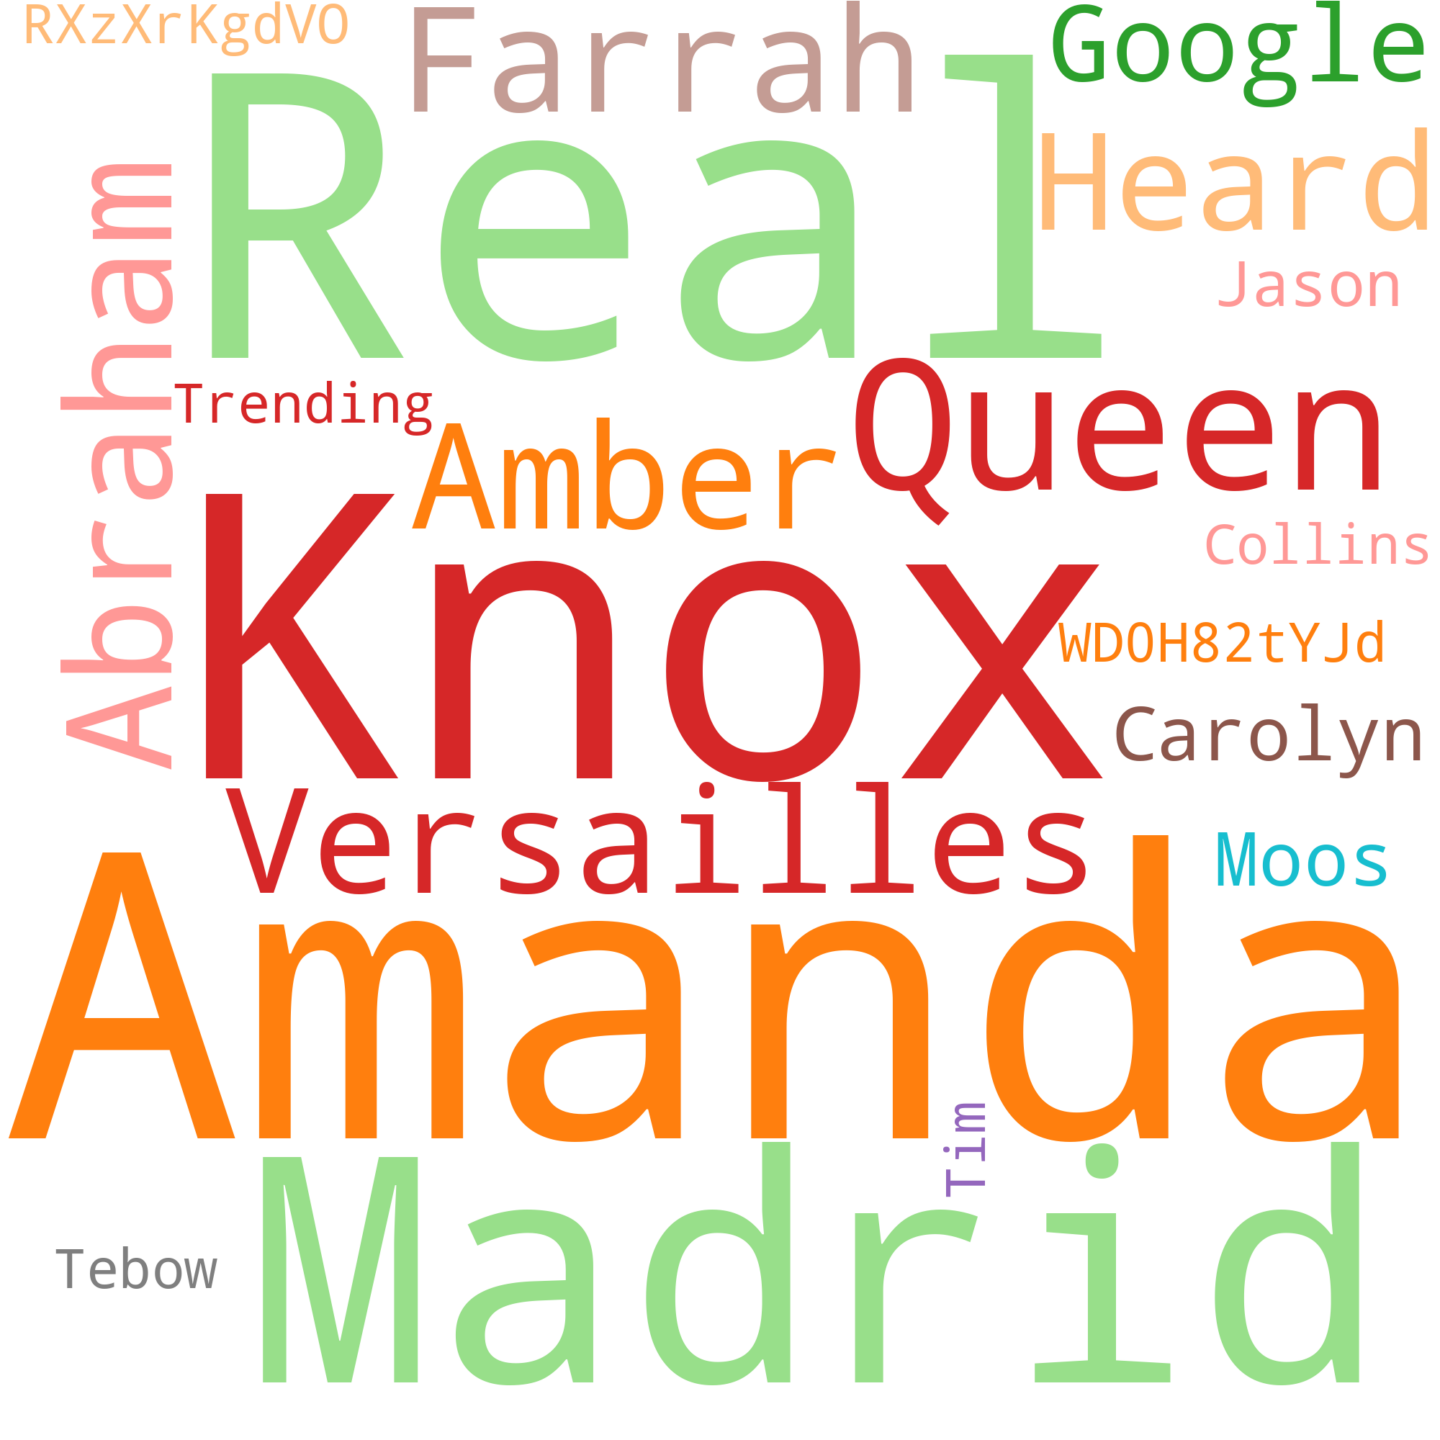 RXzXrKgdVO
Farrah
Google
Real
Heard
Jason
Abraham
Trending
Amber
Queen
Knox
Collins
WDOH82tYJd
Carolyn
Versailles
Moos
Amanda
Tim
Madrid
Tebow